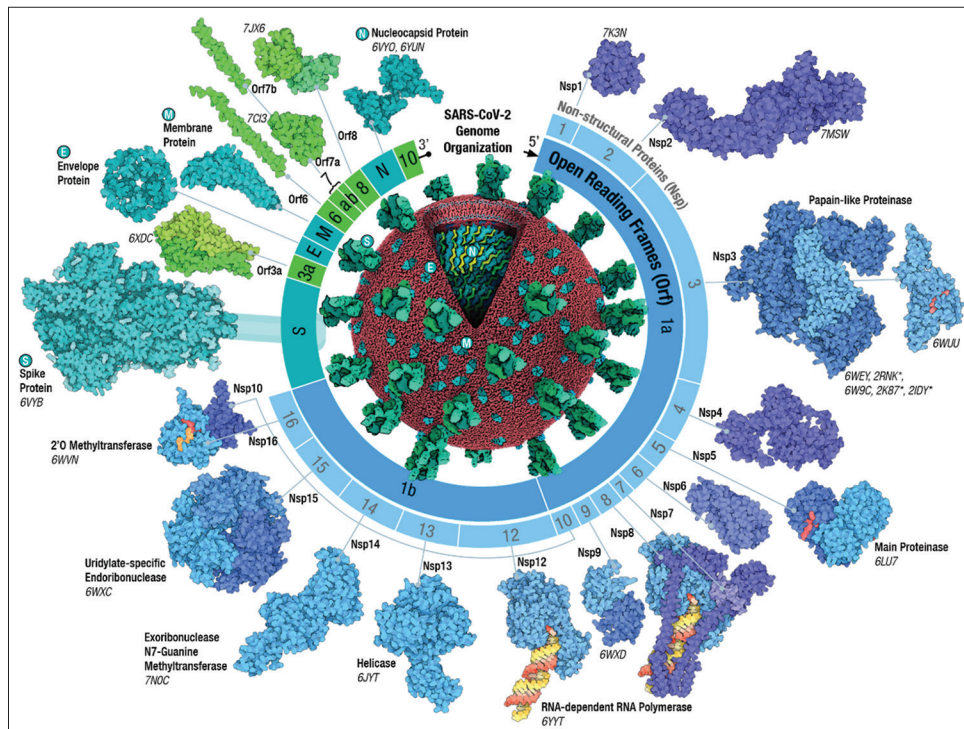 7JX6
N Nucleocapsid Protein
6VYO, 6YUN
7K3N
Orf7b
Nsp1
SARS-CoV-2
Genome
Organization
Non-structural Proteins (Nsp)
7CI3
Orf8
Nsp2
7MSW
M
Membrane
Protein
Orf7a
3'
5'
E
Envelope
Protein
Orf6
7
10
N
8
ab
6
M
E
3a
S
1
2
3
Open Reading Frames (Orf)
1a
Papain-like Proteinase
Nsp3
6XDC
Orf3a
S
N
E
M
6WUU
6WEY, 2RNK*,
6W9C, 2K87*, 2IDY*
S
Spike
Protein
6VYB
Nsp10
Nsp16
2'O Methyltransferase
6WVN
16
15
14
13
12
10
9
8
7
6
5
4
1b
Nsp4
Nsp5
Nsp6
Nsp7
Nsp8
Nsp9
Nsp15
Nsp14
Nsp13
Nsp12
Main Proteinase
6LU7
Uridylate-specific
Endoribonuclease
6WXC
Exoribonuclease
N7-Guanine
Methyltransferase
7N0C
Helicase
6JYT
6WXD
RNA-dependent RNA Polymerase
6YYT